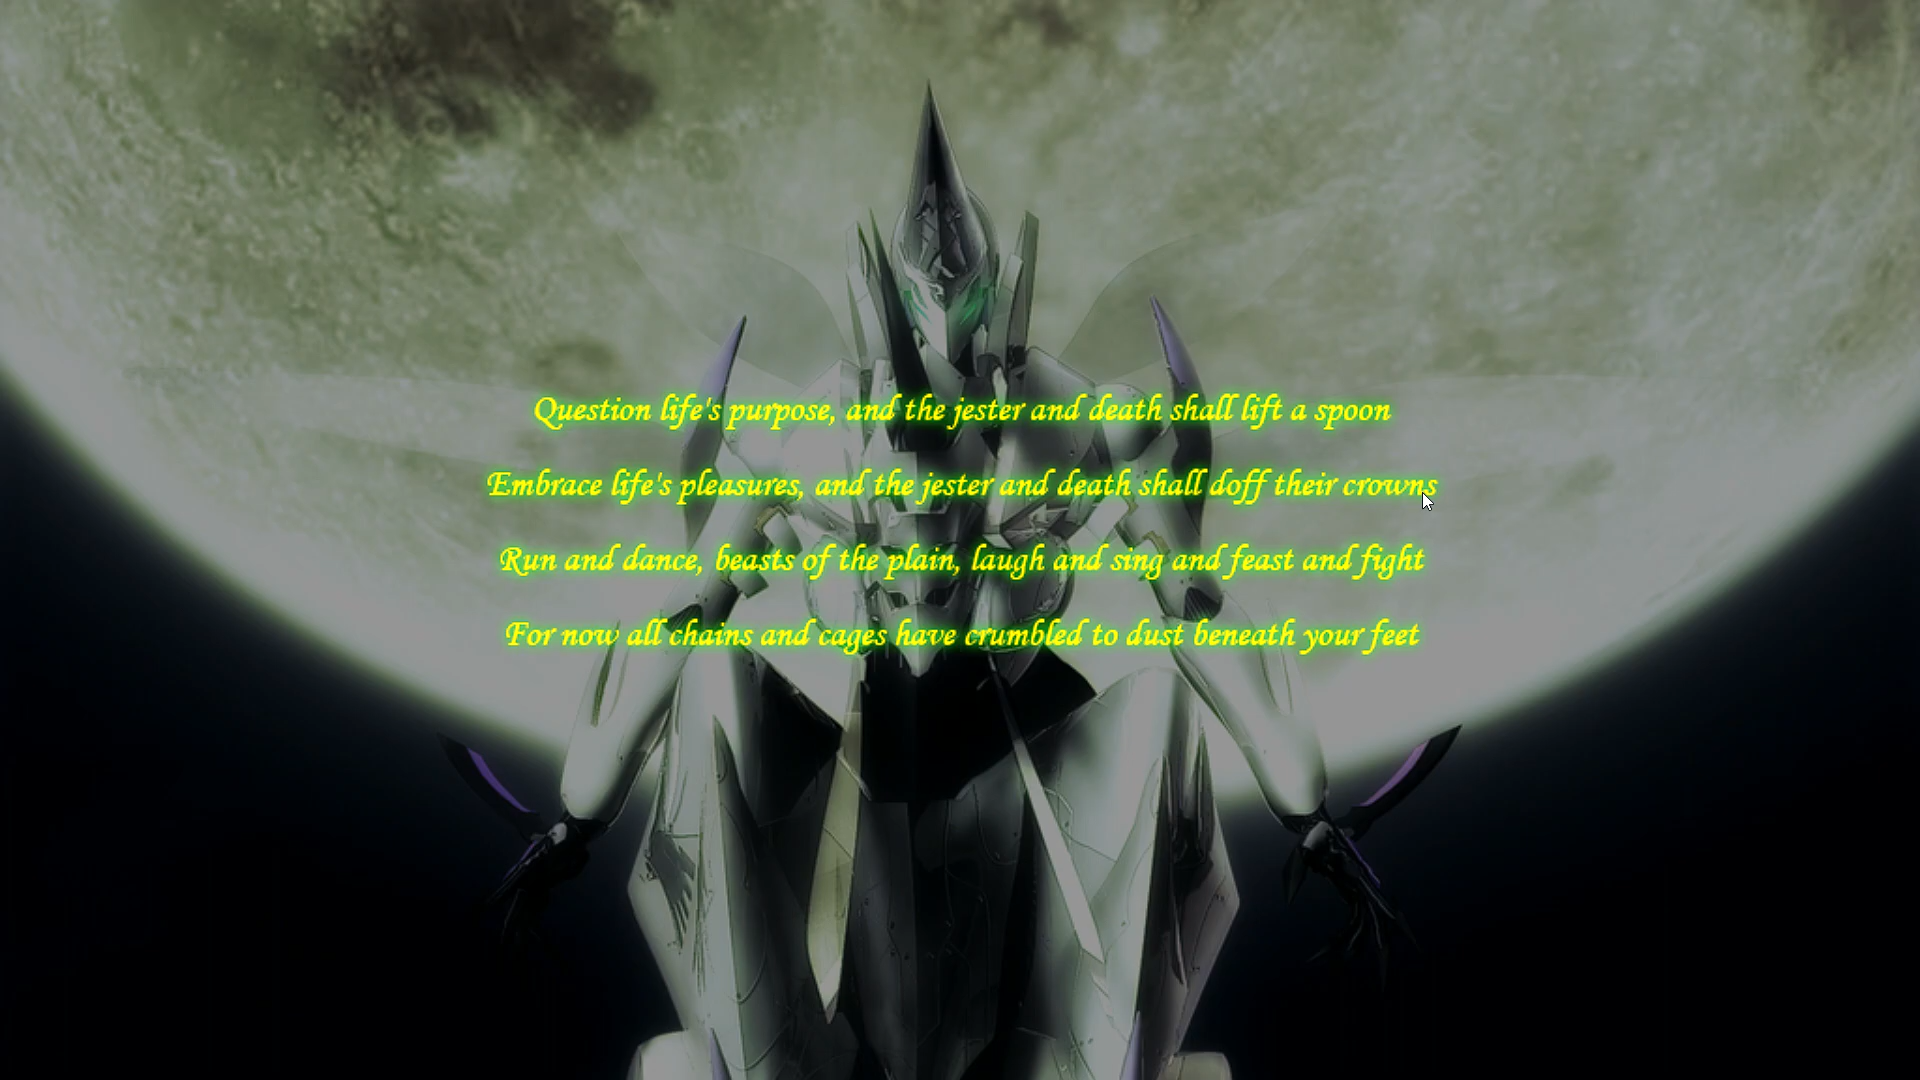 Question life's purpose, and the jester and death shall lift a spoon
Embrace life's pleasures, and the jester and death shall doff their crowns
Run and dance, beasts of the plain, laugh and sing and feast and fight
For now all chains and cages have crumbled to dust beneath your feet